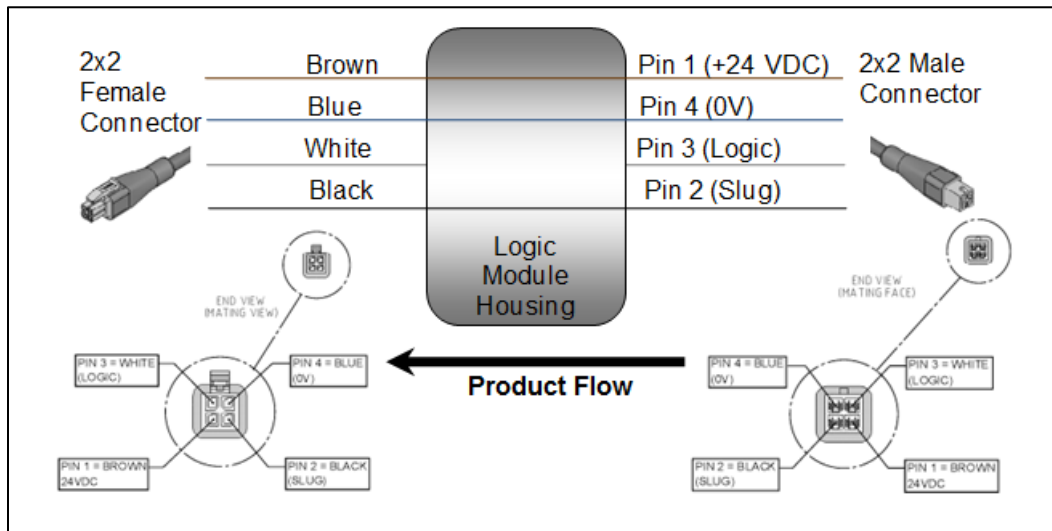 2x2
Female
Connector
Brown
Blue
White
Black
Pin 1 (+24 VDC)
Pin 4 (0V)
Pin 3 (Logic)
Pin 2 (Slug)
2x2 Male
Connector
Logic
Module
Housing
END VIEW
(MATING VIEW)
END VIEW
(MATING FACE)
Product Flow
PIN 3 = WHITE
(LOGIC)
PIN 4 = BLUE
(0V)
PIN 1 = BROWN
24VDC
PIN 2 = BLACK
(SLUG)
PIN 4 = BLUE
(0V)
PIN 3 = WHITE
(LOGIC)
PIN 2 = BLACK
(SLUG)
PIN 1 = BROWN
24VDC